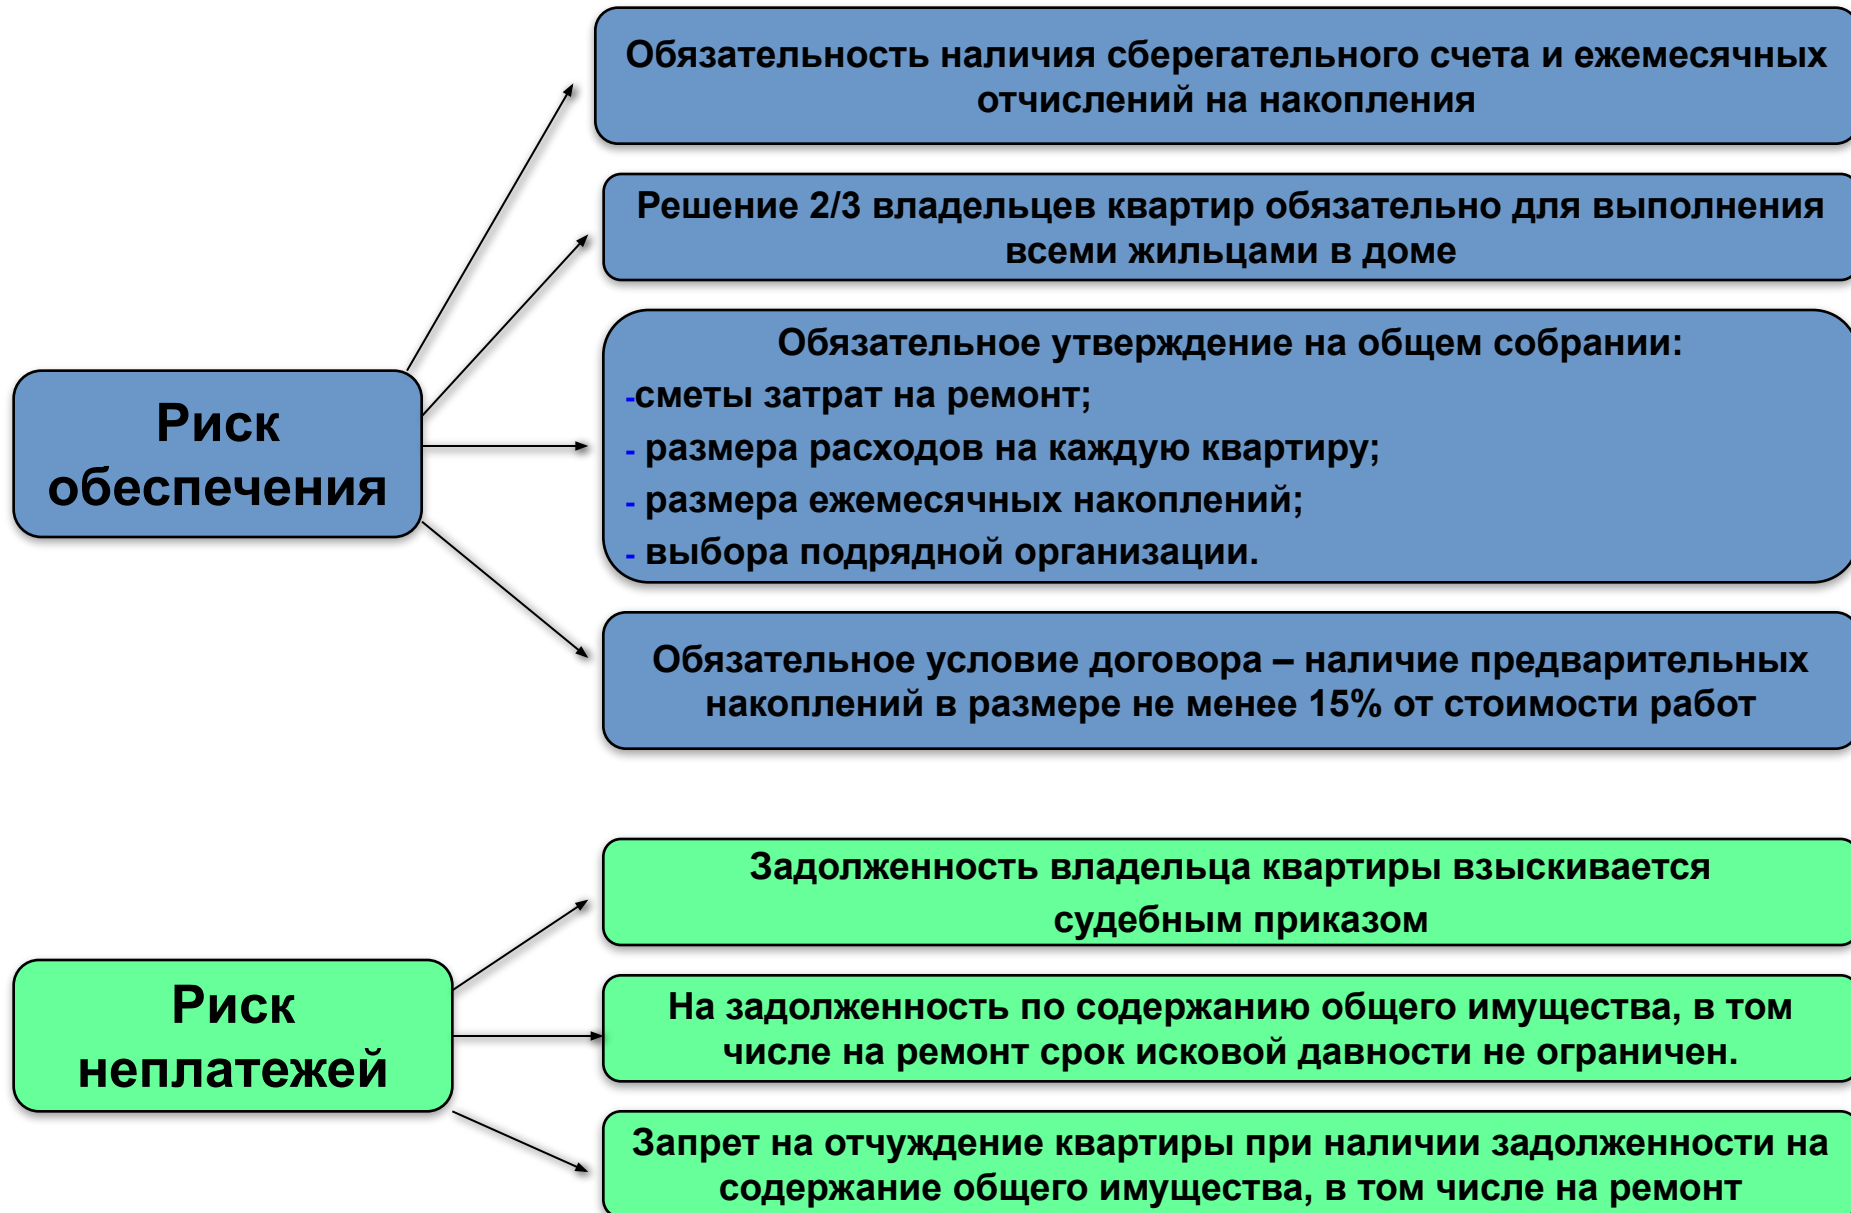 Обязательность наличия сберегательного счета и ежемесячных
отчислений на накопления
Решение 2/3 владельцев квартир обязательно для выполнения
всеми жильцами в доме
Риск
обеспечения
Обязательное утверждение на общем собрании:
-сметы затрат на ремонт;
- размера расходов на каждую квартиру;
- размера ежемесячных накоплений;
- выбора подрядной организации.
Обязательное условие договора – наличие предварительных
накоплений в размере не менее 15% от стоимости работ
Риск
неплатежей
Задолженность владельца квартиры взыскивается
судебным приказом
На задолженность по содержанию общего имущества, в том
числе на ремонт срок исковой давности не ограничен.
Запрет на отчуждение квартиры при наличии задолженности на
содержание общего имущества, в том числе на ремонт